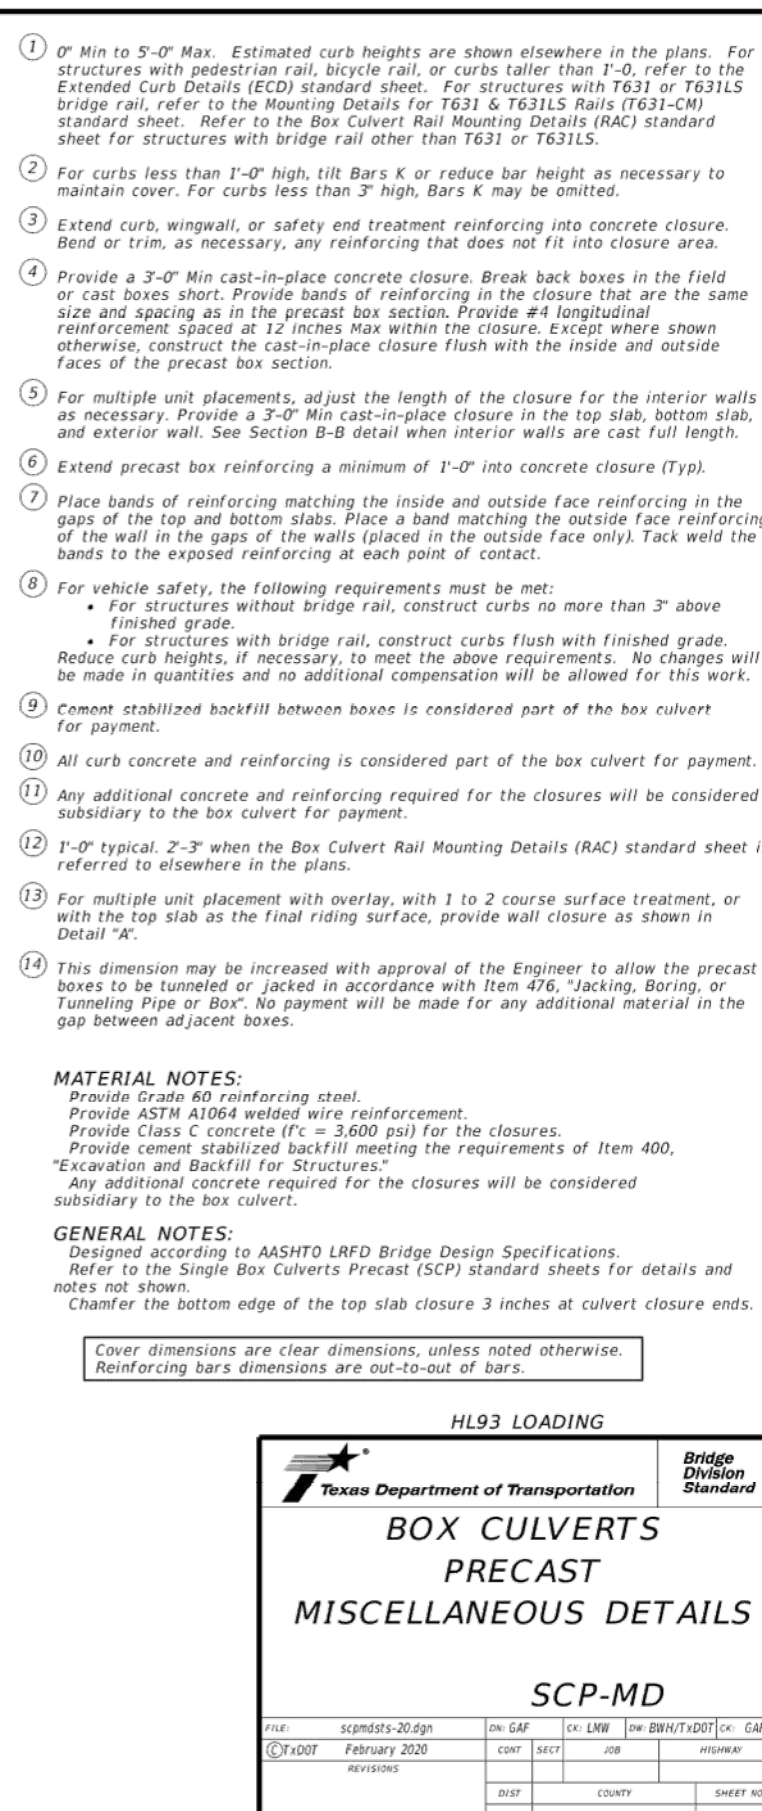 1 0" Min to 5'-0" Max. Estimated curb heights are shown elsewhere in the plans. For
structures with pedestrian rail, bicycle rail, or curbs taller than 1'-0, refer to the
Extended Curb Details (ECD) standard sheet. For structures with T631 or T631LS
bridge rail, refer to the Mounting Details for T631 & T631LS Rails (T631-CM)
standard sheet. Refer to the Box Culvert Rail Mounting Details (RAC) standard
sheet for structures with bridge rail other than T631 or T631LS.
2 For curbs less than 1'-0" high, tilt Bars K or reduce bar height as necessary to
maintain cover. For curbs less than 3" high, Bars K may be omitted.
3 Extend curb, wingwall, or safety end treatment reinforcing into concrete closure.
Bend or trim, as necessary, any reinforcing that does not fit into closure area.
4 Provide a 3'-0" Min cast-in-place concrete closure. Break back boxes in the field
or cast boxes short. Provide bands of reinforcing in the closure that are the same
size and spacing as in the precast box section. Provide #4 longitudinal
reinforcement spaced at 12 inches Max within the closure. Except where shown
otherwise, construct the cast-in-place closure flush with the inside and outside
faces of the precast box section.
5 For multiple unit placements, adjust the length of the closure for the interior walls
as necessary. Provide a 3'-0" Min cast-in-place closure in the top slab, bottom slab,
and exterior wall. See Section B-B detail when interior walls are cast full length.
6 Extend precast box reinforcing a minimum of 1'-0" into concrete closure (Typ).
7 Place bands of reinforcing matching the inside and outside face reinforcing in the
gaps of the top and bottom slabs. Place a band matching the outside face reinforcing
of the wall in the gaps of the walls (placed in the outside face only). Tack weld the
bands to the exposed reinforcing at each point of contact.
8 For vehicle safety, the following requirements must be met:
• For structures without bridge rail, construct curbs no more than 3" above
finished grade.
• For structures with bridge rail, construct curbs flush with finished grade.
Reduce curb heights, if necessary, to meet the above requirements. No changes will
be made in quantities and no additional compensation will be allowed for this work.
9 Cement stabilized backfill between boxes is considered part of the box culvert
for payment.
10 All curb concrete and reinforcing is considered part of the box culvert for payment.
11 Any additional concrete and reinforcing required for the closures will be considered
subsidiary to the box culvert for payment.
12 1'-0" typical. 2'-3" when the Box Culvert Rail Mounting Details (RAC) standard sheet i
referred to elsewhere in the plans.
13 For multiple unit placement with overlay, with 1 to 2 course surface treatment, or
with the top slab as the final riding surface, provide wall closure as shown in
Detail "A".
14 This dimension may be increased with approval of the Engineer to allow the precast
boxes to be tunneled or jacked in accordance with Item 476, "Jacking, Boring, or
Tunneling Pipe or Box". No payment will be made for any additional material in the
gap between adjacent boxes.
MATERIAL NOTES:
Provide Grade 60 reinforcing steel.
Provide ASTM A1064 welded wire reinforcement.
Provide Class C concrete (f'c = 3,600 psi) for the closures.
Provide cement stabilized backfill meeting the requirements of Item 400,
"Excavation and Backfill for Structures."
Any additional concrete required for the closures will be considered
subsidiary to the box culvert.
GENERAL NOTES:
Designed according to AASHTO LRFD Bridge Design Specifications.
Refer to the Single Box Culverts Precast (SCP) standard sheets for details and
notes not shown.
Chamfer the bottom edge of the top slab closure 3 inches at culvert closure ends.
Cover dimensions are clear dimensions, unless noted otherwise.
Reinforcing bars dimensions are out-to-out of bars.
HL93 LOADING
Texas Department of Transportation
Bridge
Division
Standard
BOX CULVERTS
PRECAST
MISCELLANEOUS DETAILS
SCP-MD
FILE: scpmdsts-20.dgn DN: GAF CK: LMW DW: BWH/TxDOT CK: GAF
©TxDOT February 2020 CONT SECT JOB HIGHWAY
REVISIONS
DIST COUNTY SHEET NO